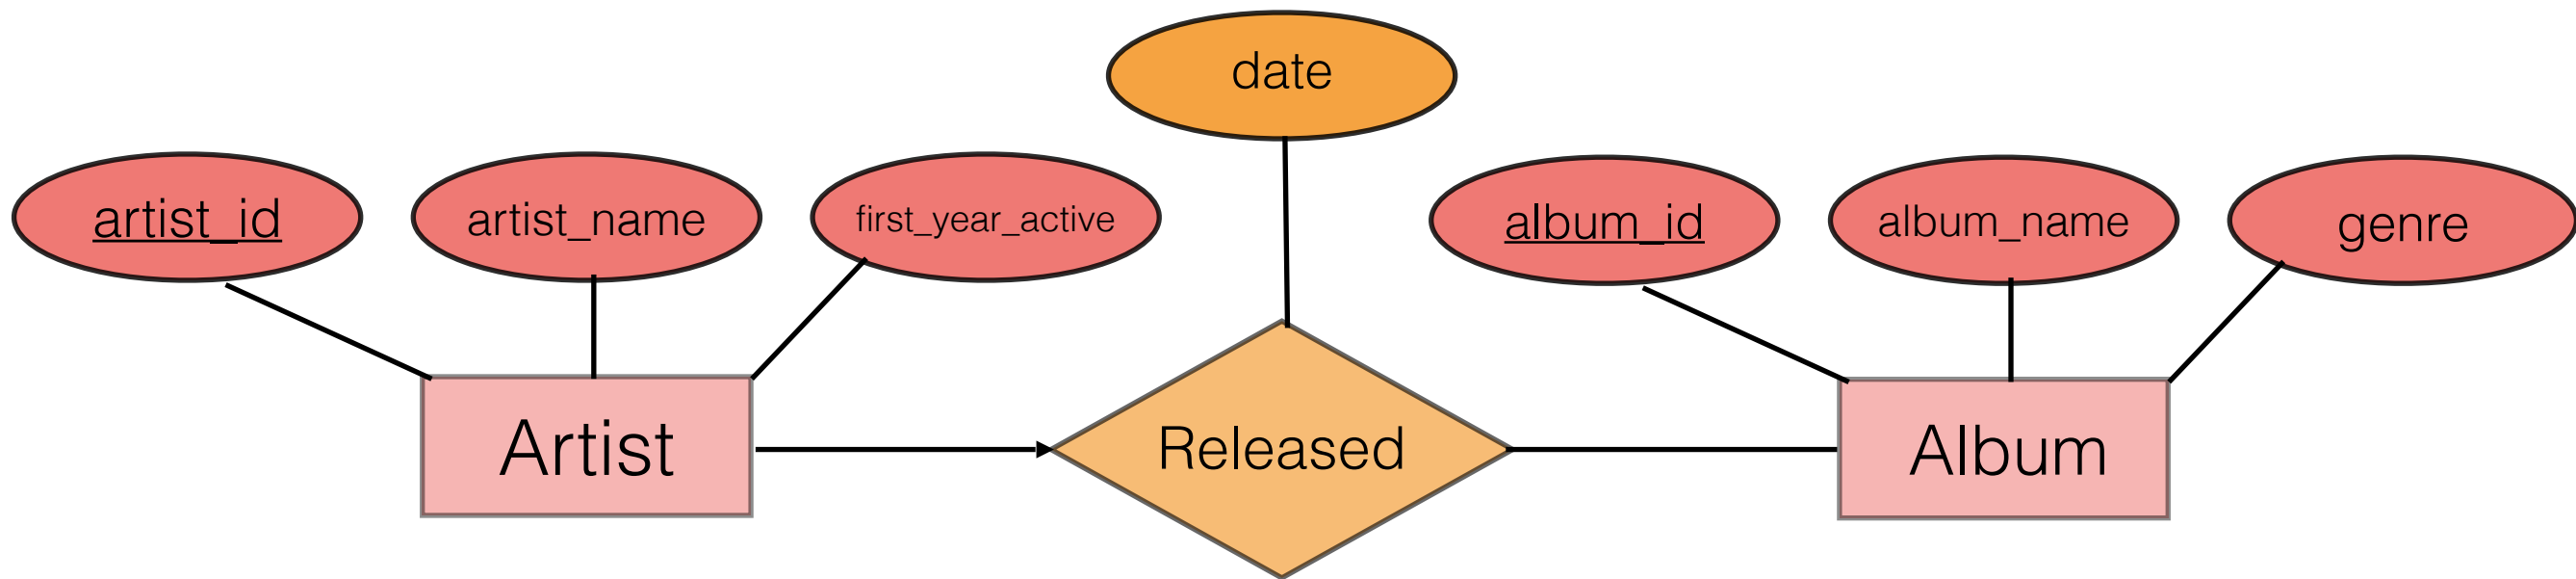 date
artist_id
artist_name
first_year_active
album_id
album_name
genre
Artist
Released
Album